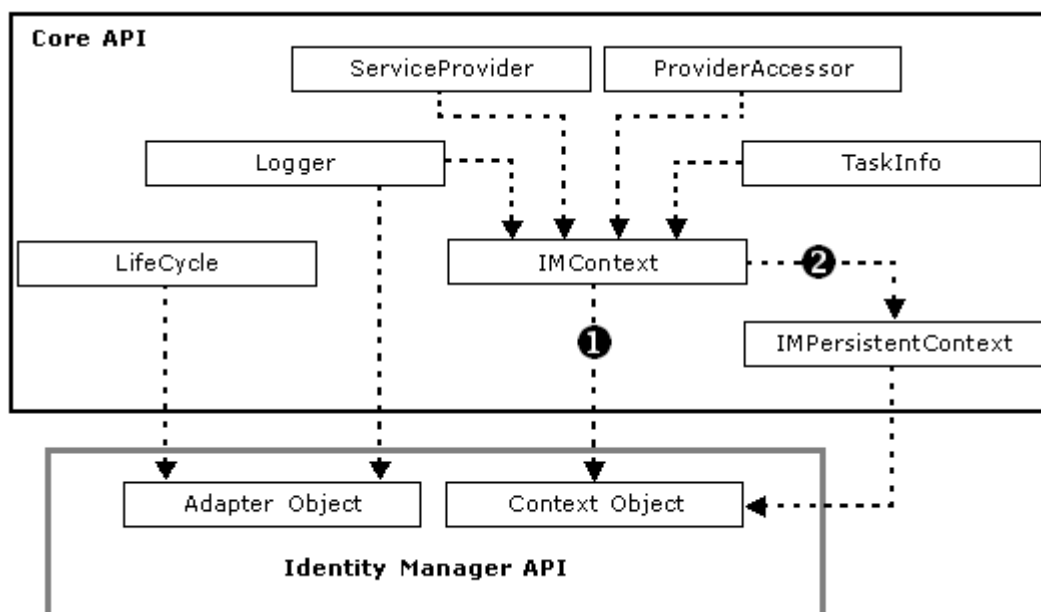 Core API
ServiceProvider
ProviderAccessor
Logger
TaskInfo
LifeCycle
IMContext
2
1
IMPersistentContext
Adapter Object
Context Object
Identity Manager API